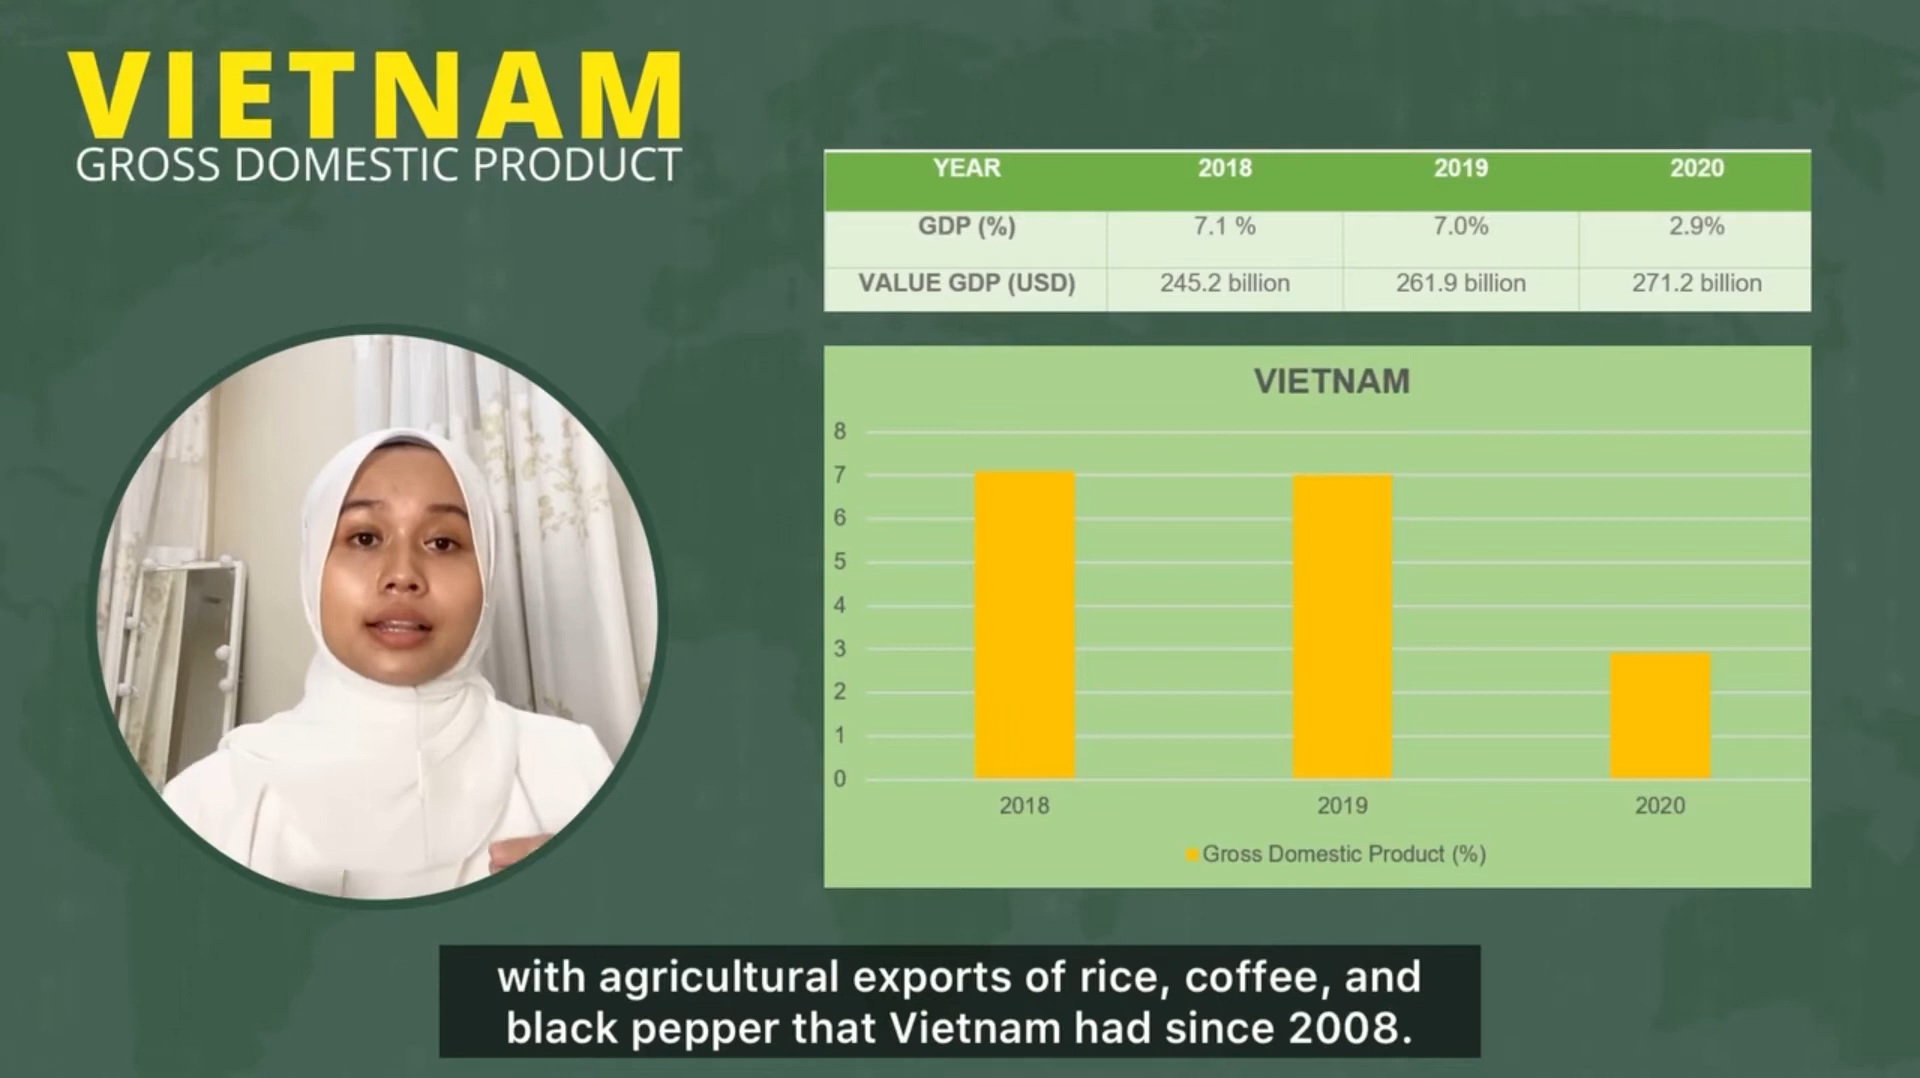 VIETNAM
GROSS DOMESTIC PRODUCT
YEAR 2018 2019 2020
GDP (%) 7.1 % 7.0% 2.9%
VALUE GDP (USD) 245.2 billion 261.9 billion 271.2 billion
VIETNAM
8
7
6
5
4
3
2
1
0
2018 2019 2020
Gross Domestic Product (%)
with agricultural exports of rice, coffee, and
black pepper that Vietnam had since 2008.